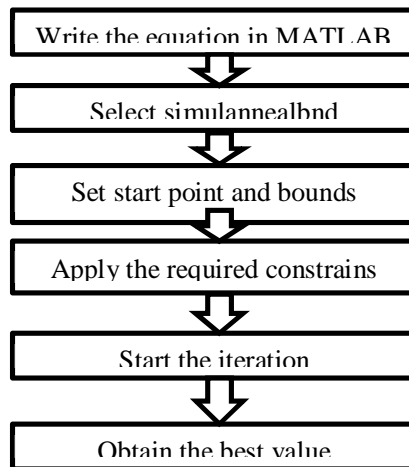 Write the equation in MATLAB
Select simulannealbnd
Set start point and bounds
Apply the required constrains
Start the iteration
Obtain the best value